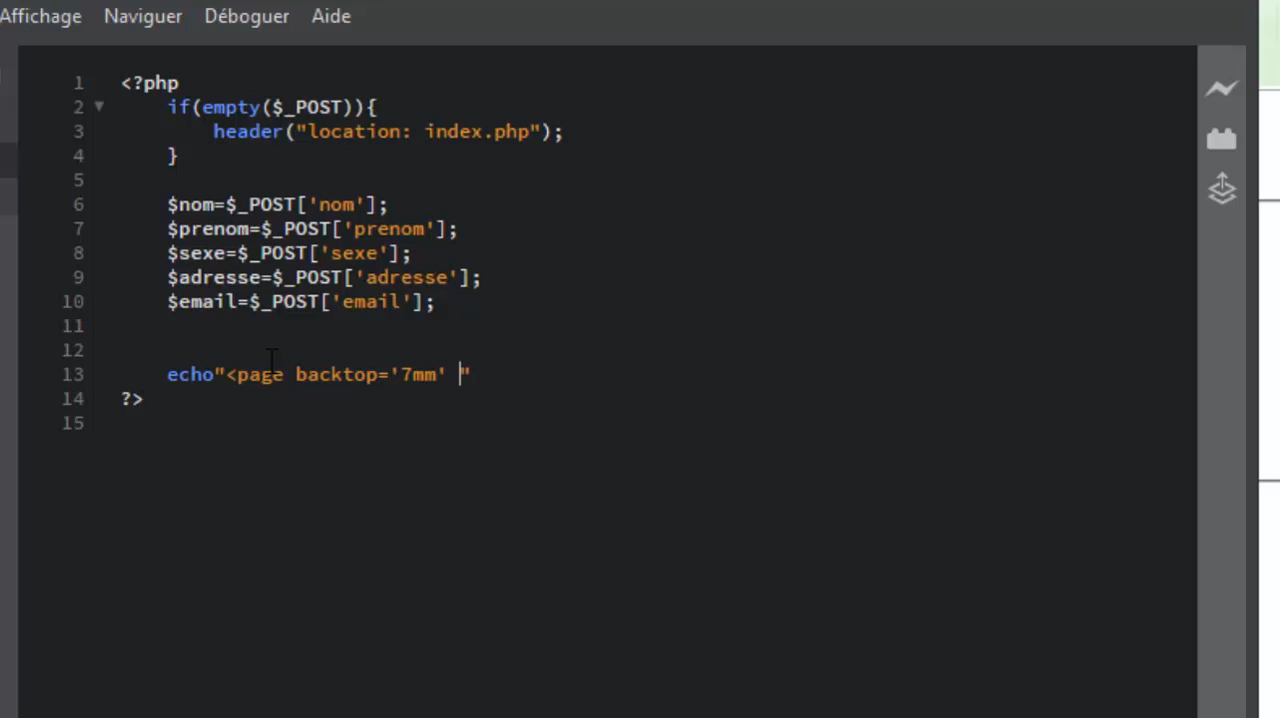 Affichage Naviguer Déboguer Aide
1 <?php
2 if(empty($_POST)){
3 header("location: index.php");
4 }
5
6 $nom=$_POST['nom'];
7 $prenom=$_POST['prenom'];
8 $sexe=$_POST['sexe'];
9 $adresse=$_POST['adresse'];
10 $email=$_POST['email'];
11
12
13 echo"<page backtop='7mm' "
14 ?>
15